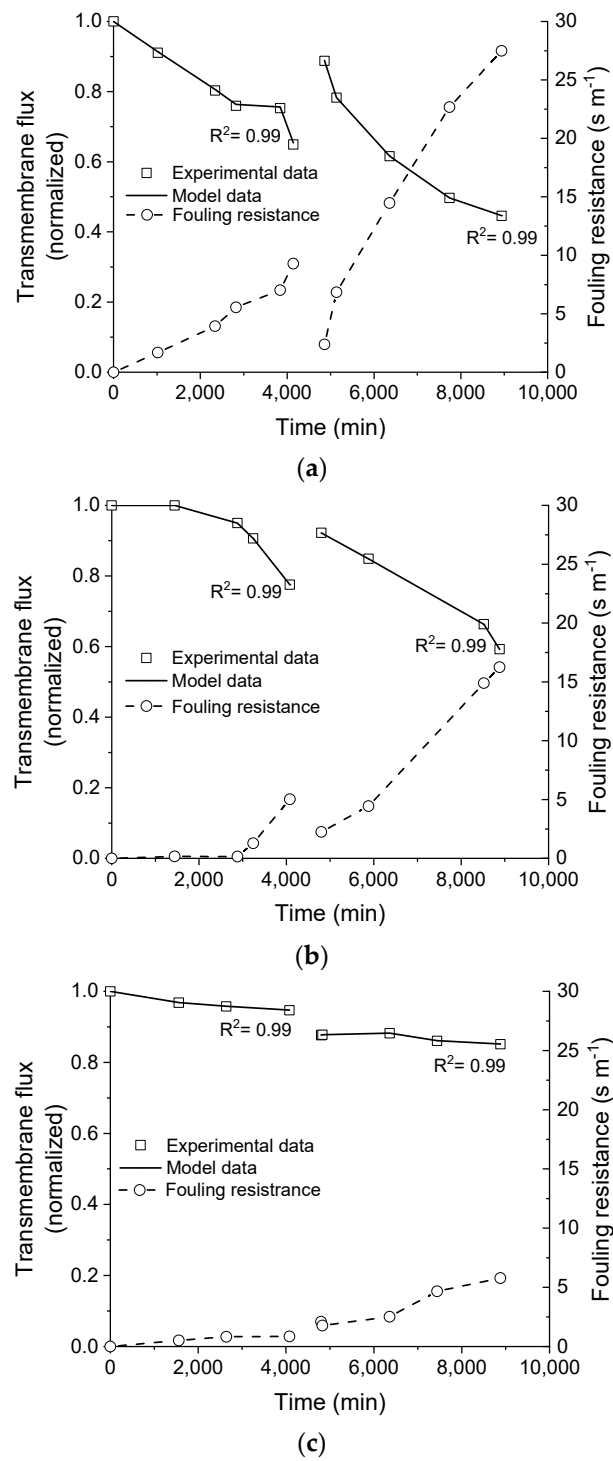 1.0
0.8
0.6
0.4
0.2
0.0
Transmembrane flux
(normalized)
R²= 0.99
R²= 0.99
Experimental data
Model data
Fouling resistance
30
25
20
15
10
5
0
Fouling resistance (s m⁻¹)
0 2,000 4,000 6,000 8,000 10,000
Time (min)
(a)
1.0
0.8
0.6
0.4
0.2
0.0
Transmembrane flux
(normalized)
R²= 0.99
R²= 0.99
Experimental data
Model data
Fouling resistance
30
25
20
15
10
5
0
Fouling resistance (s m⁻¹)
0 2,000 4,000 6,000 8,000 10,000
Time (min)
(b)
1.0
0.8
0.6
0.4
0.2
0.0
Transmembrane flux
(normalized)
R²= 0.99
R²= 0.99
Experimental data
Model data
Fouling resistrance
30
25
20
15
10
5
0
Fouling resistance (s m⁻¹)
0 2,000 4,000 6,000 8,000 10,000
Time (min)
(c)